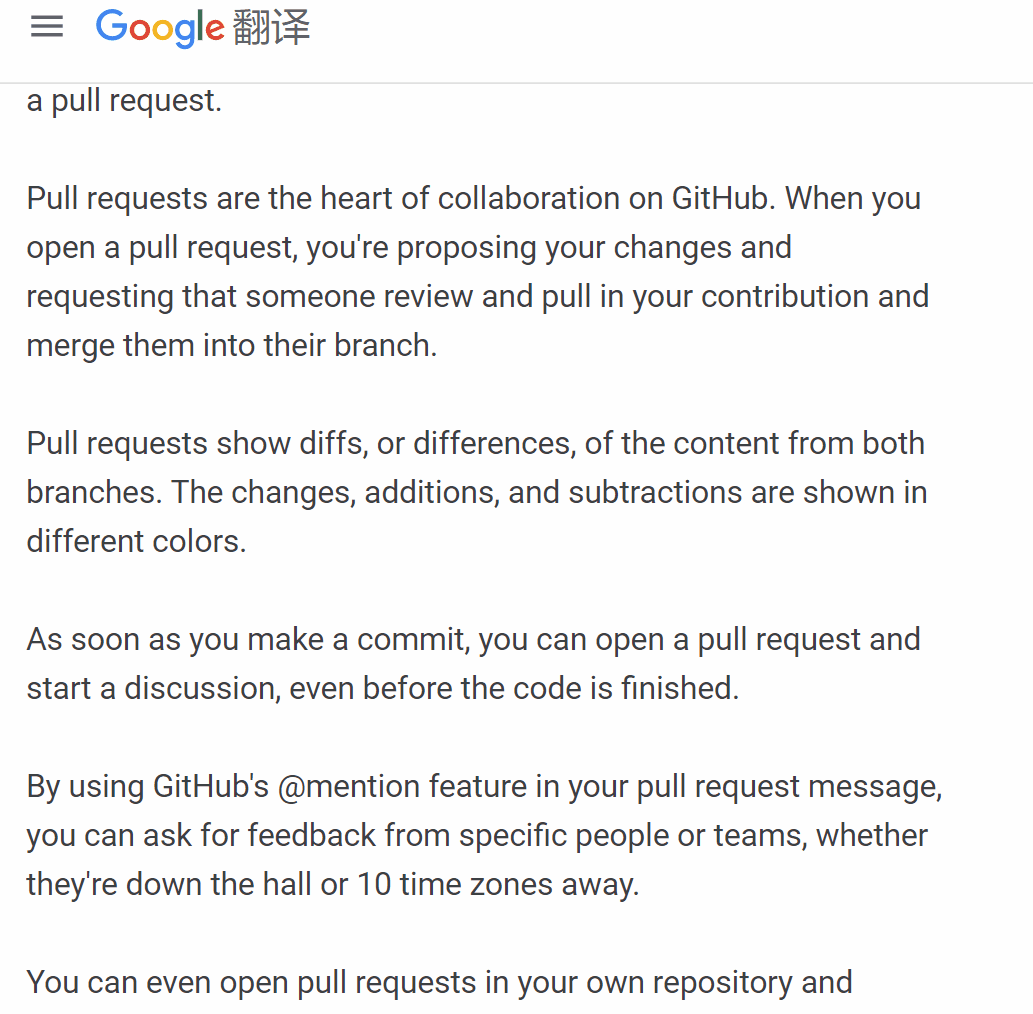 Google 翻译
a pull request.
Pull requests are the heart of collaboration on GitHub. When you
open a pull request, you're proposing your changes and
requesting that someone review and pull in your contribution and
merge them into their branch.
Pull requests show diffs, or differences, of the content from both
branches. The changes, additions, and subtractions are shown in
different colors.
As soon as you make a commit, you can open a pull request and
start a discussion, even before the code is finished.
By using GitHub's @mention feature in your pull request message,
you can ask for feedback from specific people or teams, whether
they're down the hall or 10 time zones away.
You can even open pull requests in your own repository and